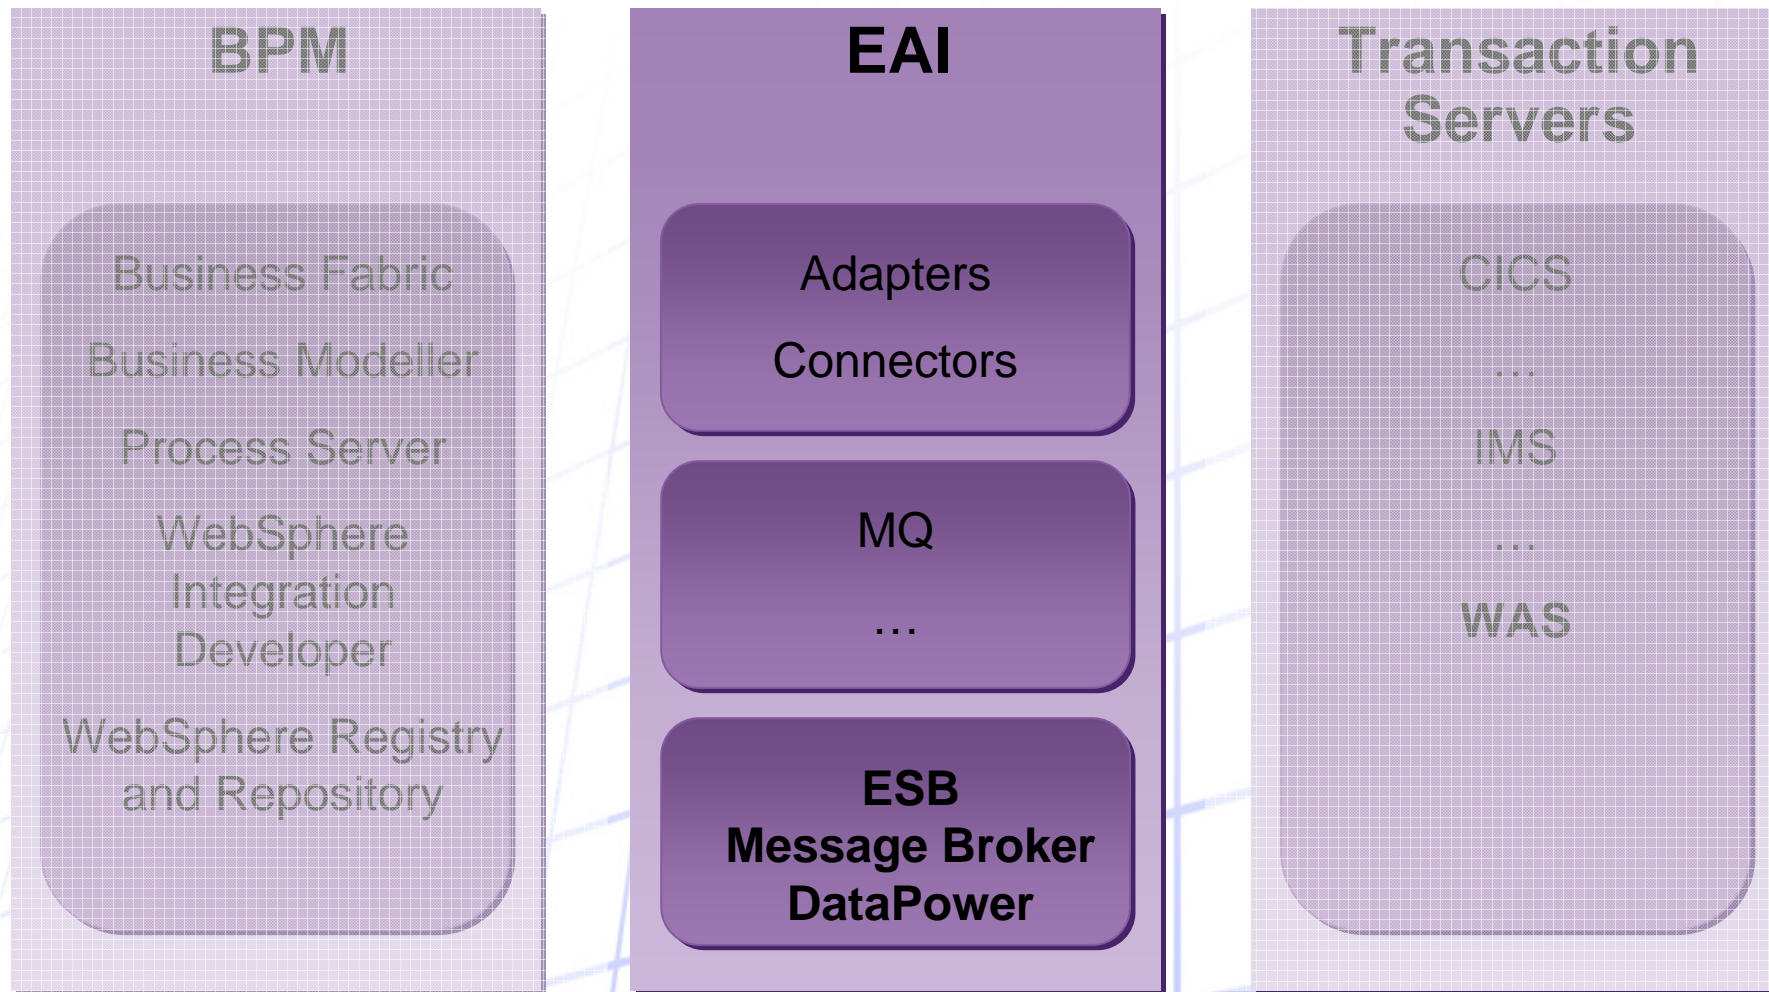 BPM
Business Fabric
Business Modeller
Process Server
WebSphere
Integration
Developer
WebSphere Registry
and Repository
EAI
Adapters
Connectors
MQ
…
ESB
Message Broker
DataPower
Transaction
Servers
CICS
…
IMS
…
WAS